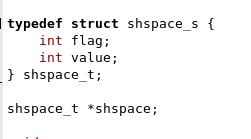 typedef struct shspace_s {
    int flag;
    int value;
} shspace_t;

shspace_t *shspace;